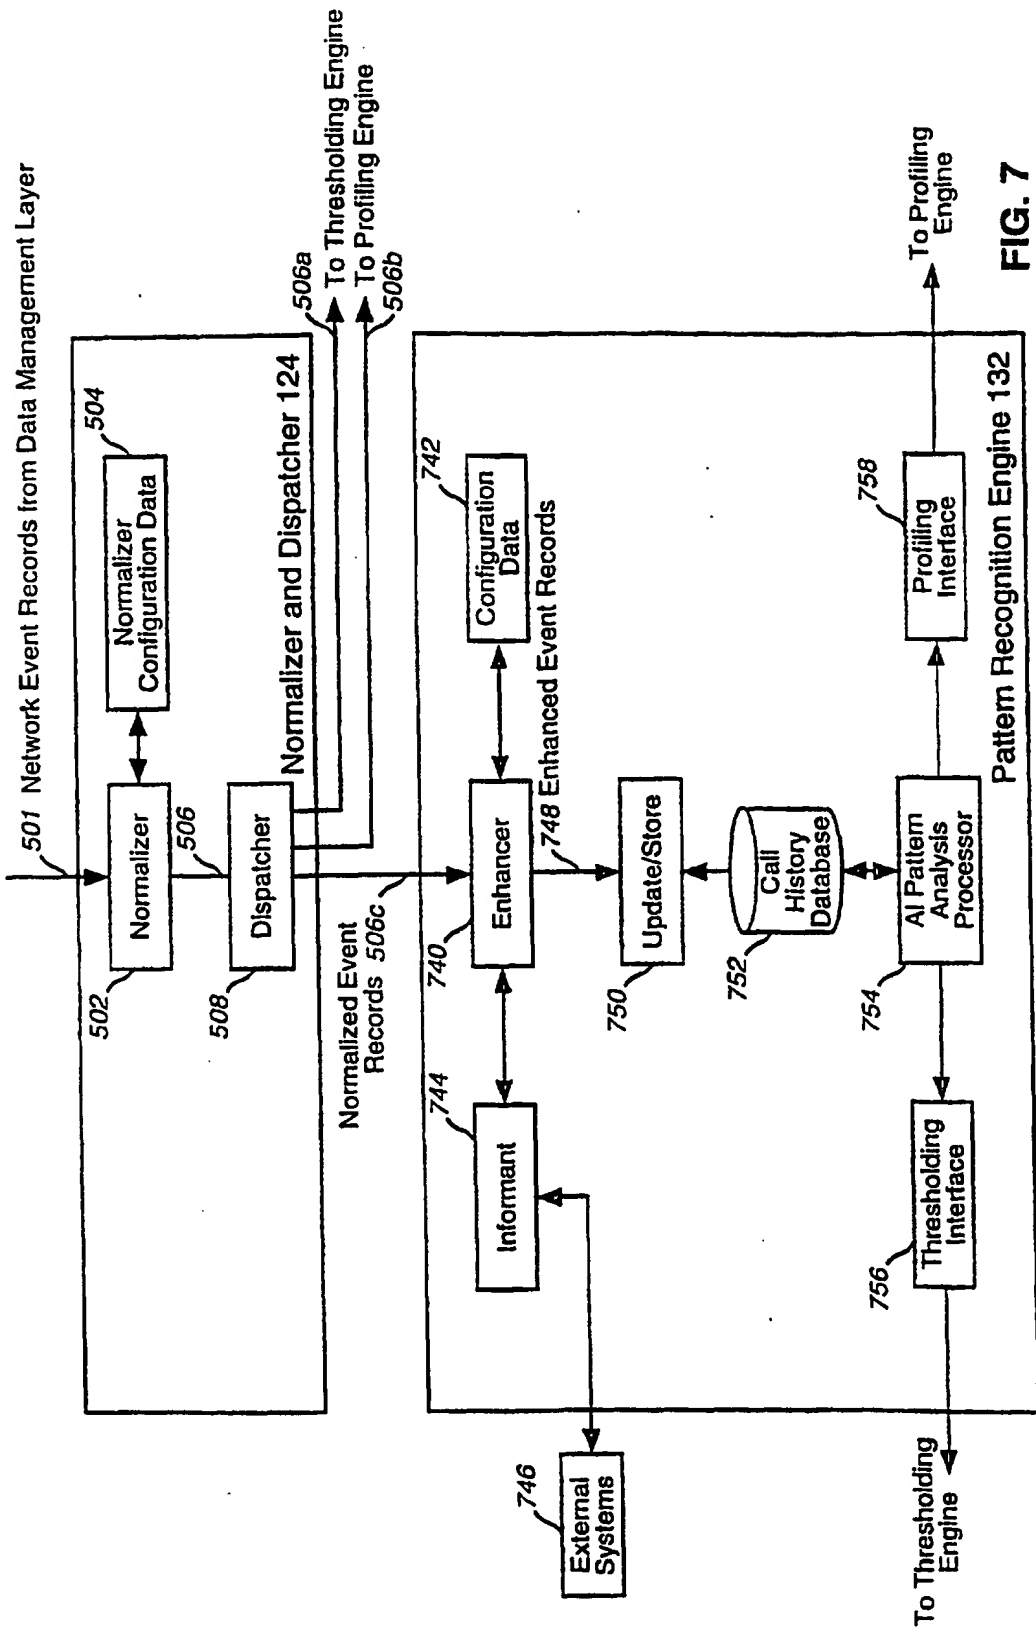 501 Network Event Records from Data Management Layer
504
Normalizer
Configuration Data
502
Normalizer
506
508
Dispatcher
Normalizer and Dispatcher 124
506a
To Thresholding Engine
To Profiling Engine
506b
Normalized Event
Records 506c
744
Informant
740
Enhancer
742
Configuration
Data
748 Enhanced Event Records
746
External
Systems
750
Update/Store
752
Call
History
Database
754
AI Pattern
Analysis
Processor
756
Thresholding
Interface
758
Profiling
Interface
To Thresholding
Engine
To Profiling
Engine
Pattern Recognition Engine 132
FIG. 7